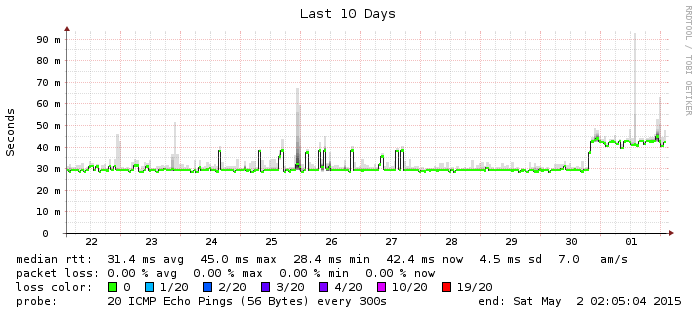 Last 10 Days
RRDTOOL / TOBI OETIKER
Seconds
90 m
80 m
70 m
60 m
50 m
40 m
30 m
20 m
10 m
0
22 23 24 25 26 27 28 29 30 01
median rtt: 31.4 ms avg 45.0 ms max 28.4 ms min 42.4 ms now 4.5 ms sd 7.0 am/s
packet loss: 0.00 % avg 0.00 % max 0.00 % min 0.00 % now
loss color: 0 1/20 2/20 3/20 4/20 10/20 19/20
probe: 20 ICMP Echo Pings (56 Bytes) every 300s end: Sat May 2 02:05:04 2015